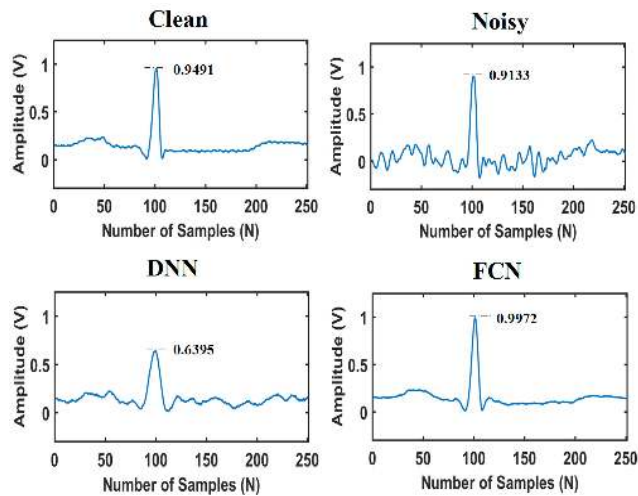 Clean
Amplitude (V)
1
0.5
0
0.9491
0 50 100 150 200 250
Number of Samples (N)
Noisy
Amplitude (V)
1
0.5
0
0.9133
0 50 100 150 200 250
Number of Samples (N)
DNN
Amplitude (V)
1
0.5
0
0.6395
0 50 100 150 200 250
Number of Samples (N)
FCN
Amplitude (V)
1
0.5
0
0.9972
0 50 100 150 200 250
Number of Samples (N)